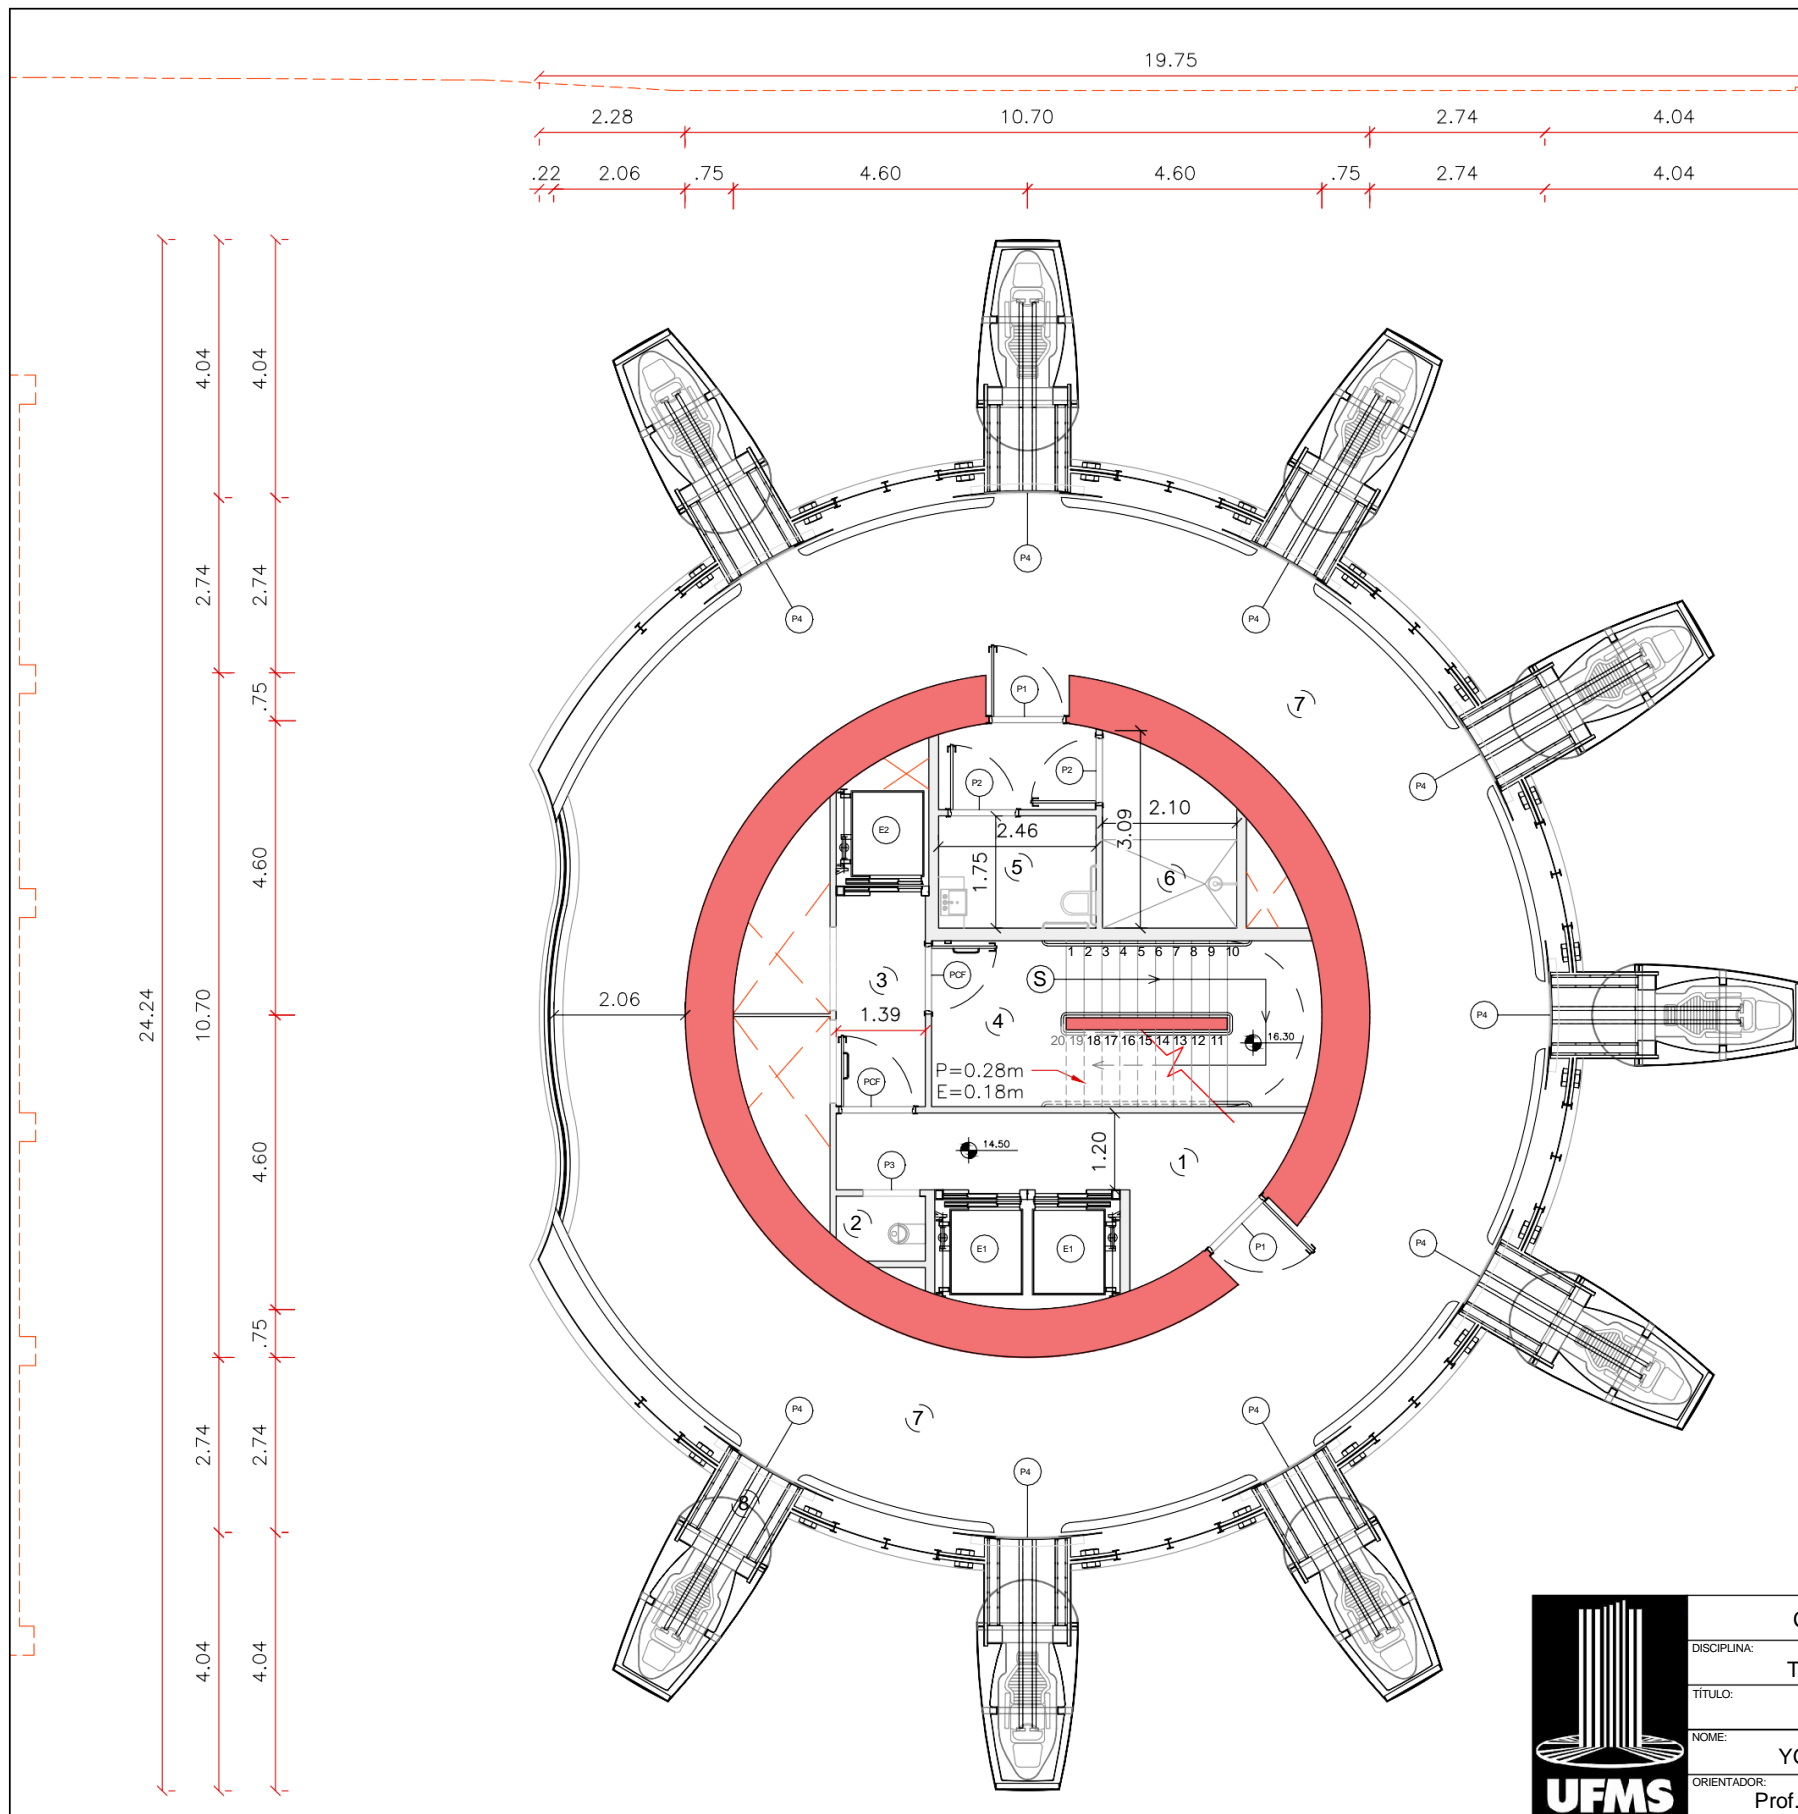 19.75
2.28 10.70 2.74 4.04
.22 2.06 .75 4.60 4.60 .75 2.74 4.04
4.04 4.04
P4
2.74 2.74
P4 P4
.75
P1 7
P4
P2 P2
4.60
E2 2.46 3.09 2.10
1.75 5 6
1 2 3 4 5 6 7 8 9 10
3 PCF S
24.24 10.70 2.06 1.39 4 P4
16.30
20 19 18 17 16 15 14 13 12 11
P=0.28m
PCF
E=0.18m
14.50 1.20 1
4.60 P3
2
E1 E1 P1 P4
.75
P4 7 P4
2.74 2.74 P4
8
4.04 4.04
DISCIPLINA:
T
TÍTULO:
NOME:
YO
ORIENTADOR:
Prof.
UFMS